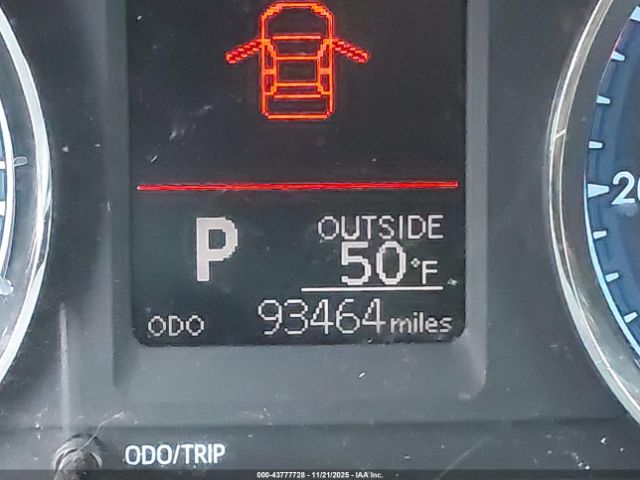 P
OUTSIDE
50°F
ODO 93464 miles
ODO/TRIP
000-43777728 - 11/21/2025 - IAA Inc.